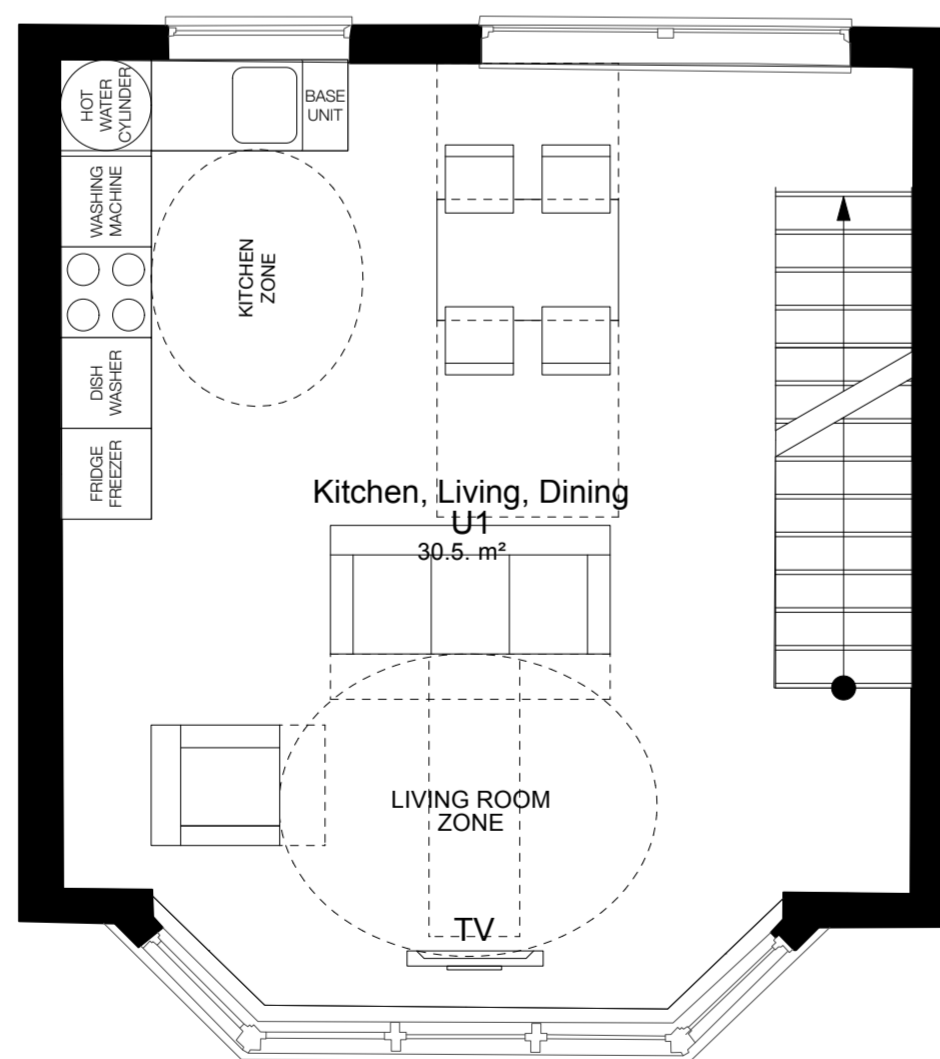 HOT
WATER
CYLINDER
BASE
UNIT
WASHING
MACHINE
KITCHEN
ZONE
DISH
WASHER
FRIDGE
FREEZER
Kitchen, Living, Dining
U1
30.5. m²
LIVING ROOM
ZONE
TV